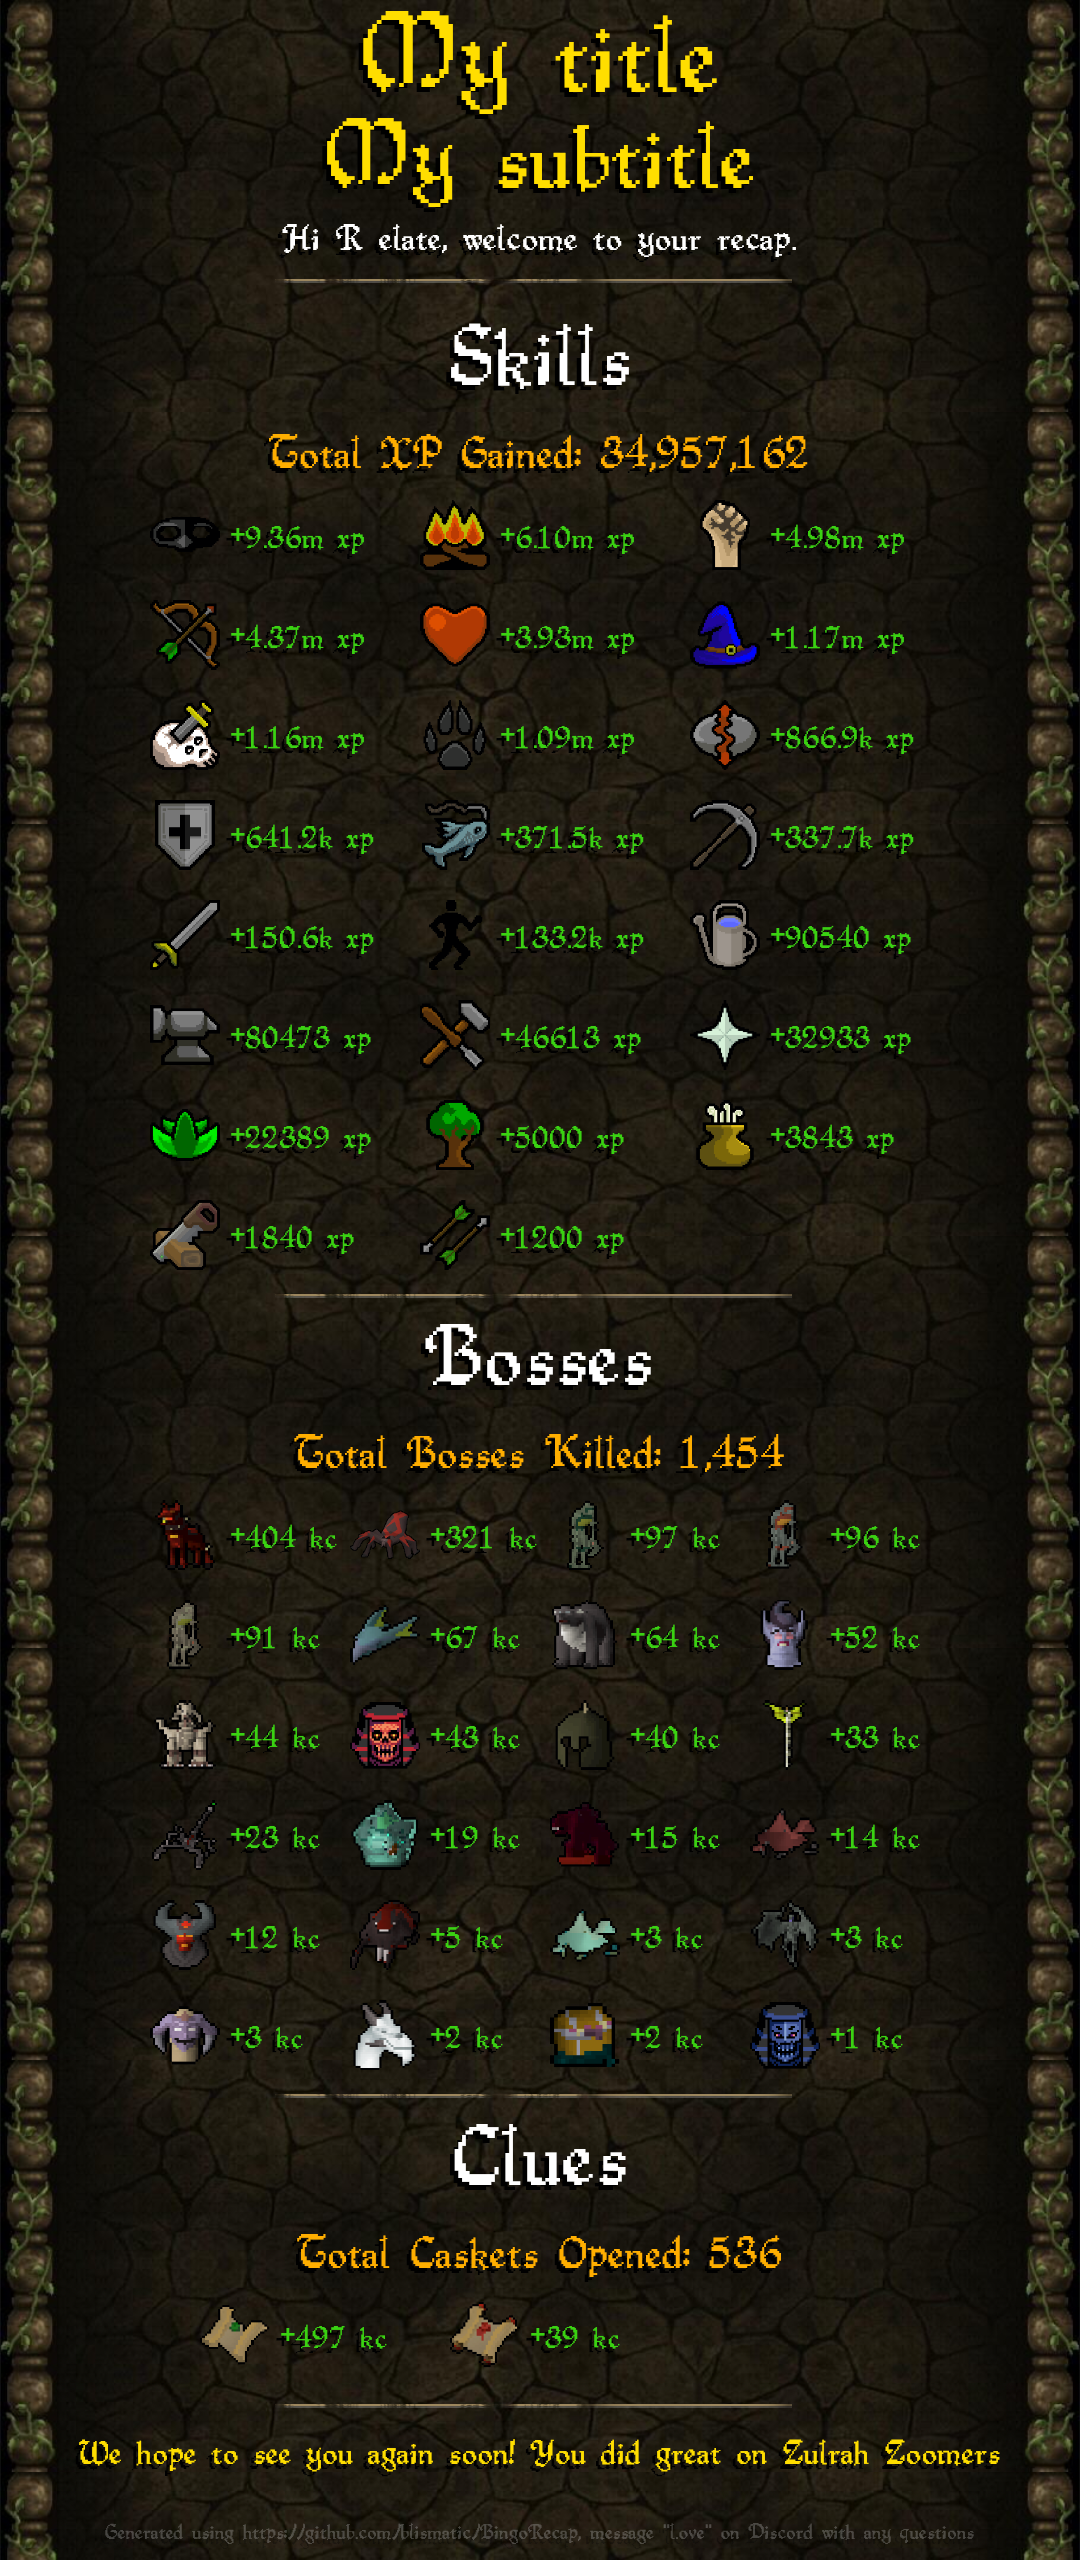 My title
My subtitle
Hi R elate, welcome to your recap.
Skills
Total XP Gained: 34,957,162
+9.36m xp +6.10m xp +4.98m xp
+4.37m xp +3.93m xp +1.17m xp
+1.16m xp +1.09m xp +866.9k xp
+641.2k xp +371.5k xp +337.7k xp
+150.6k xp +133.2k xp +90540 xp
+80473 xp +46613 xp +32933 xp
+22389 xp +5000 xp +3843 xp
+1840 xp +1200 xp
Bosses
Total Bosses Killed: 1,454
+404 kc +321 kc +97 kc +96 kc
+91 kc +67 kc +64 kc +52 kc
+44 kc +43 kc +40 kc +33 kc
+23 kc +19 kc +15 kc +14 kc
+12 kc +5 kc +3 kc +3 kc
+3 kc +2 kc +2 kc +1 kc
Clues
Total Caskets Opened: 536
+497 kc +39 kc
We hope to see you again soon! You did great on Zulrah Zoomers
Generated using https://github.com/blismatic/BingoRecap, message "love" on Discord with any questions